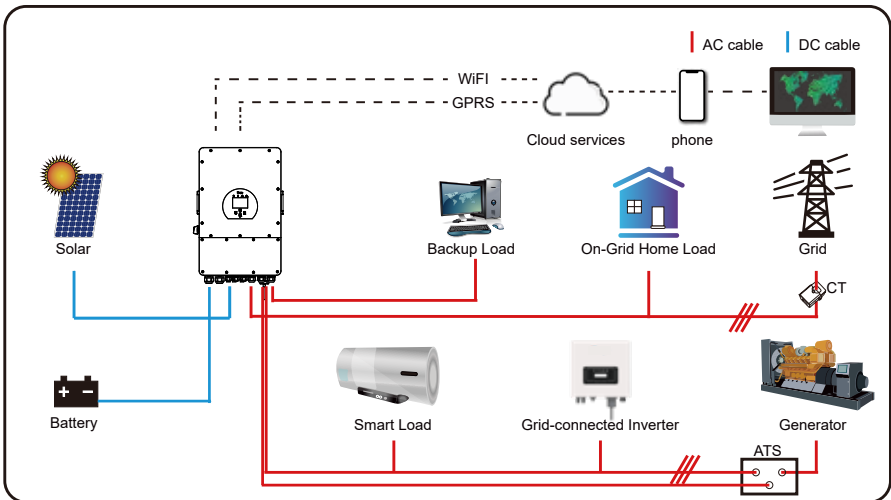 AC cable
DC cable
WiFI
GPRS
Cloud services
phone
Solar
Backup Load
On-Grid Home Load
Grid
CT
Battery
Smart Load
Grid-connected Inverter
Generator
ATS